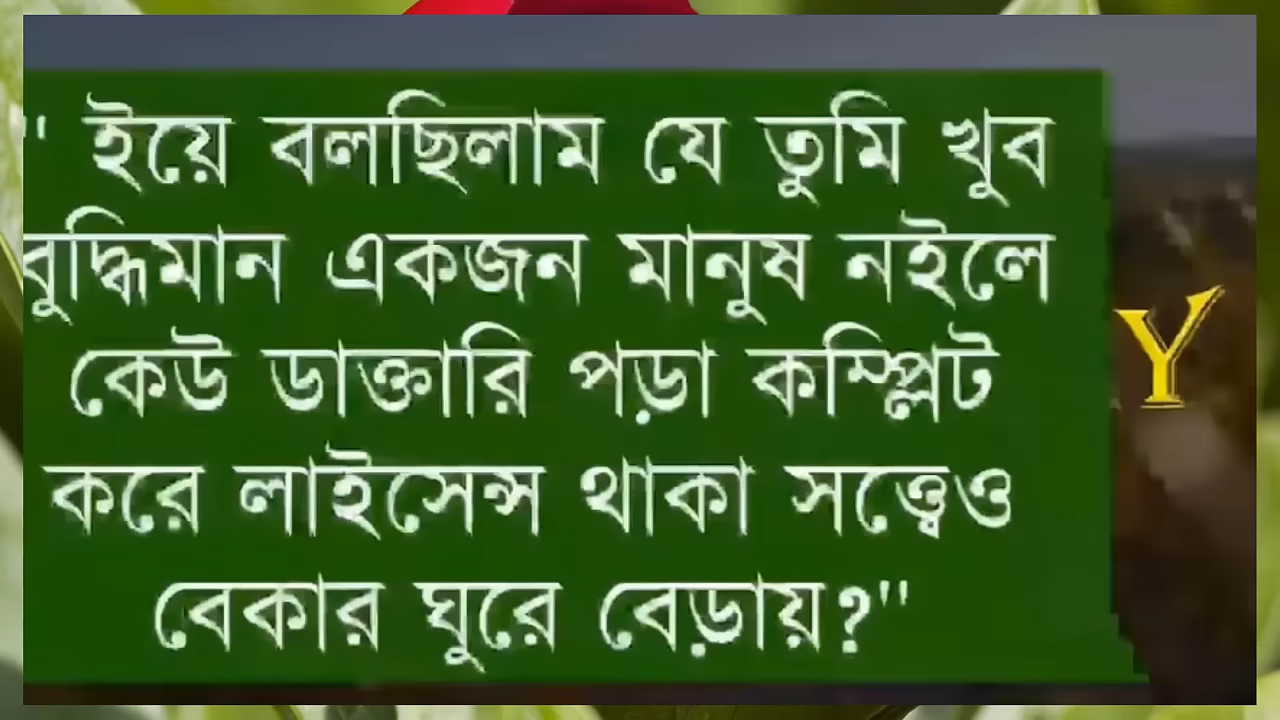 " ইয়ে বলছিলাম যে তুমি খুব
বুদ্ধিমান একজন মানুষ নইলে
কেউ ডাক্তারি পড়া কম্প্লিট
করে লাইসেন্স থাকা সত্ত্বেও
বেকার ঘুরে বেড়ায়?"
Y